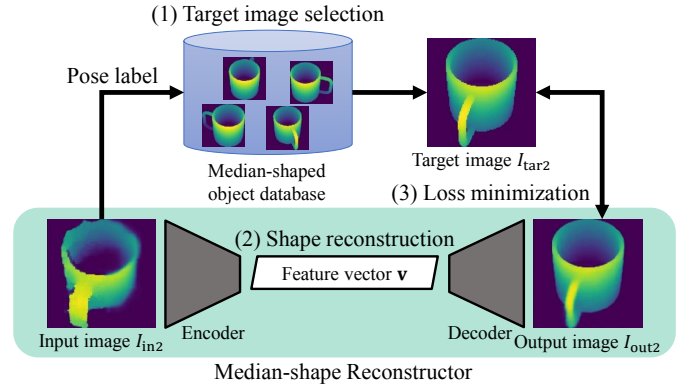 (1) Target image selection
Pose label
Median-shaped
object database
Target image I_tar2
(3) Loss minimization
(2) Shape reconstruction
Feature vector v
Encoder
Decoder
Input image I_in2
Output image I_out2
Median-shape Reconstructor